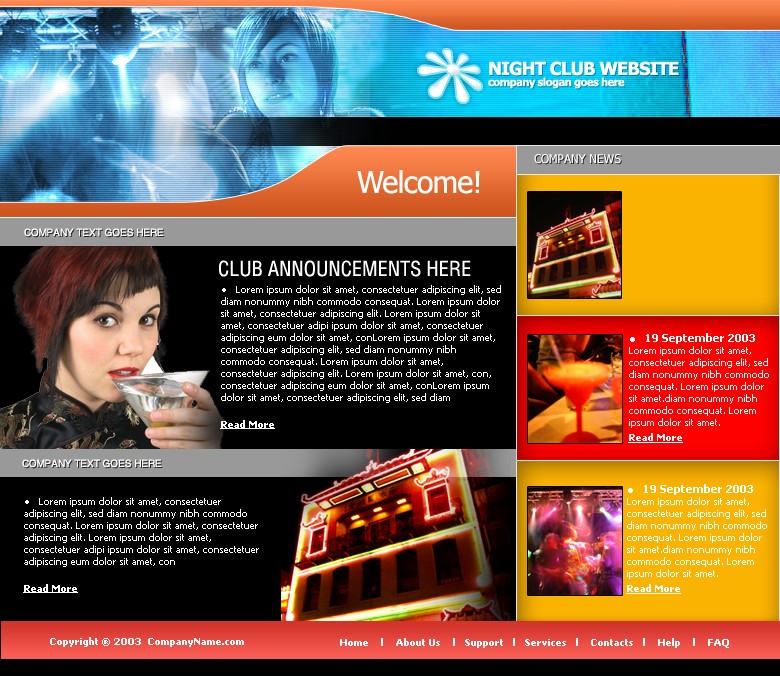 NIGHT CLUB WEBSITE
company slogan goes here
Welcome!
COMPANY NEWS
COMPANY TEXT GOES HERE
CLUB ANNOUNCEMENTS HERE
• Lorem ipsum dolor sit amet, consectetuer adipiscing elit, sed
diam nonummy nibh commodo consequat. Lorem ipsum dolor
sit amet, consectetuer adipiscing elit. Lorem ipsum dolor sit
amet, consectetuer adipi ipsum dolor sit amet, consectetuer
adipiscing eum dolor sit amet, conLorem ipsum dolor sit amet,
consectetuer adipiscing elit, sed diam nonummy nibh
commodo consequat. Lorem ipsum dolor sit amet,
consectetuer adipiscing elit. Lorem ipsum dolor sit amet, con,
consectetuer adipiscing eum dolor sit amet, conLorem ipsum
dolor sit amet, consectetuer adipiscing elit, sed diam
Read More
• 19 September 2003
Lorem ipsum dolor sit amet,
consectetuer adipiscing elit, sed
diam nonummy nibh commodo
consequat. Lorem ipsum dolor
sit amet.diam nonummy nibh
commodo consequat. Lorem
ipsum dolor sit amet.
Read More
COMPANY TEXT GOES HERE
• Lorem ipsum dolor sit amet, consectetuer
adipiscing elit, sed diam nonummy nibh commodo
consequat. Lorem ipsum dolor sit amet, consectetuer
adipiscing elit. Lorem ipsum dolor sit amet,
consectetuer adipi ipsum dolor sit amet, consectetuer
adipiscing eum dolor sit amet, con
Read More
• 19 September 2003
Lorem ipsum dolor sit amet,
consectetuer adipiscing elit, sed
diam nonummy nibh commodo
consequat. Lorem ipsum dolor
sit amet.diam nonummy nibh
commodo consequat. Lorem
ipsum dolor sit amet.
Read More
Copyright © 2003 CompanyName.com
Home | About Us | Support | Services | Contacts | Help | FAQ